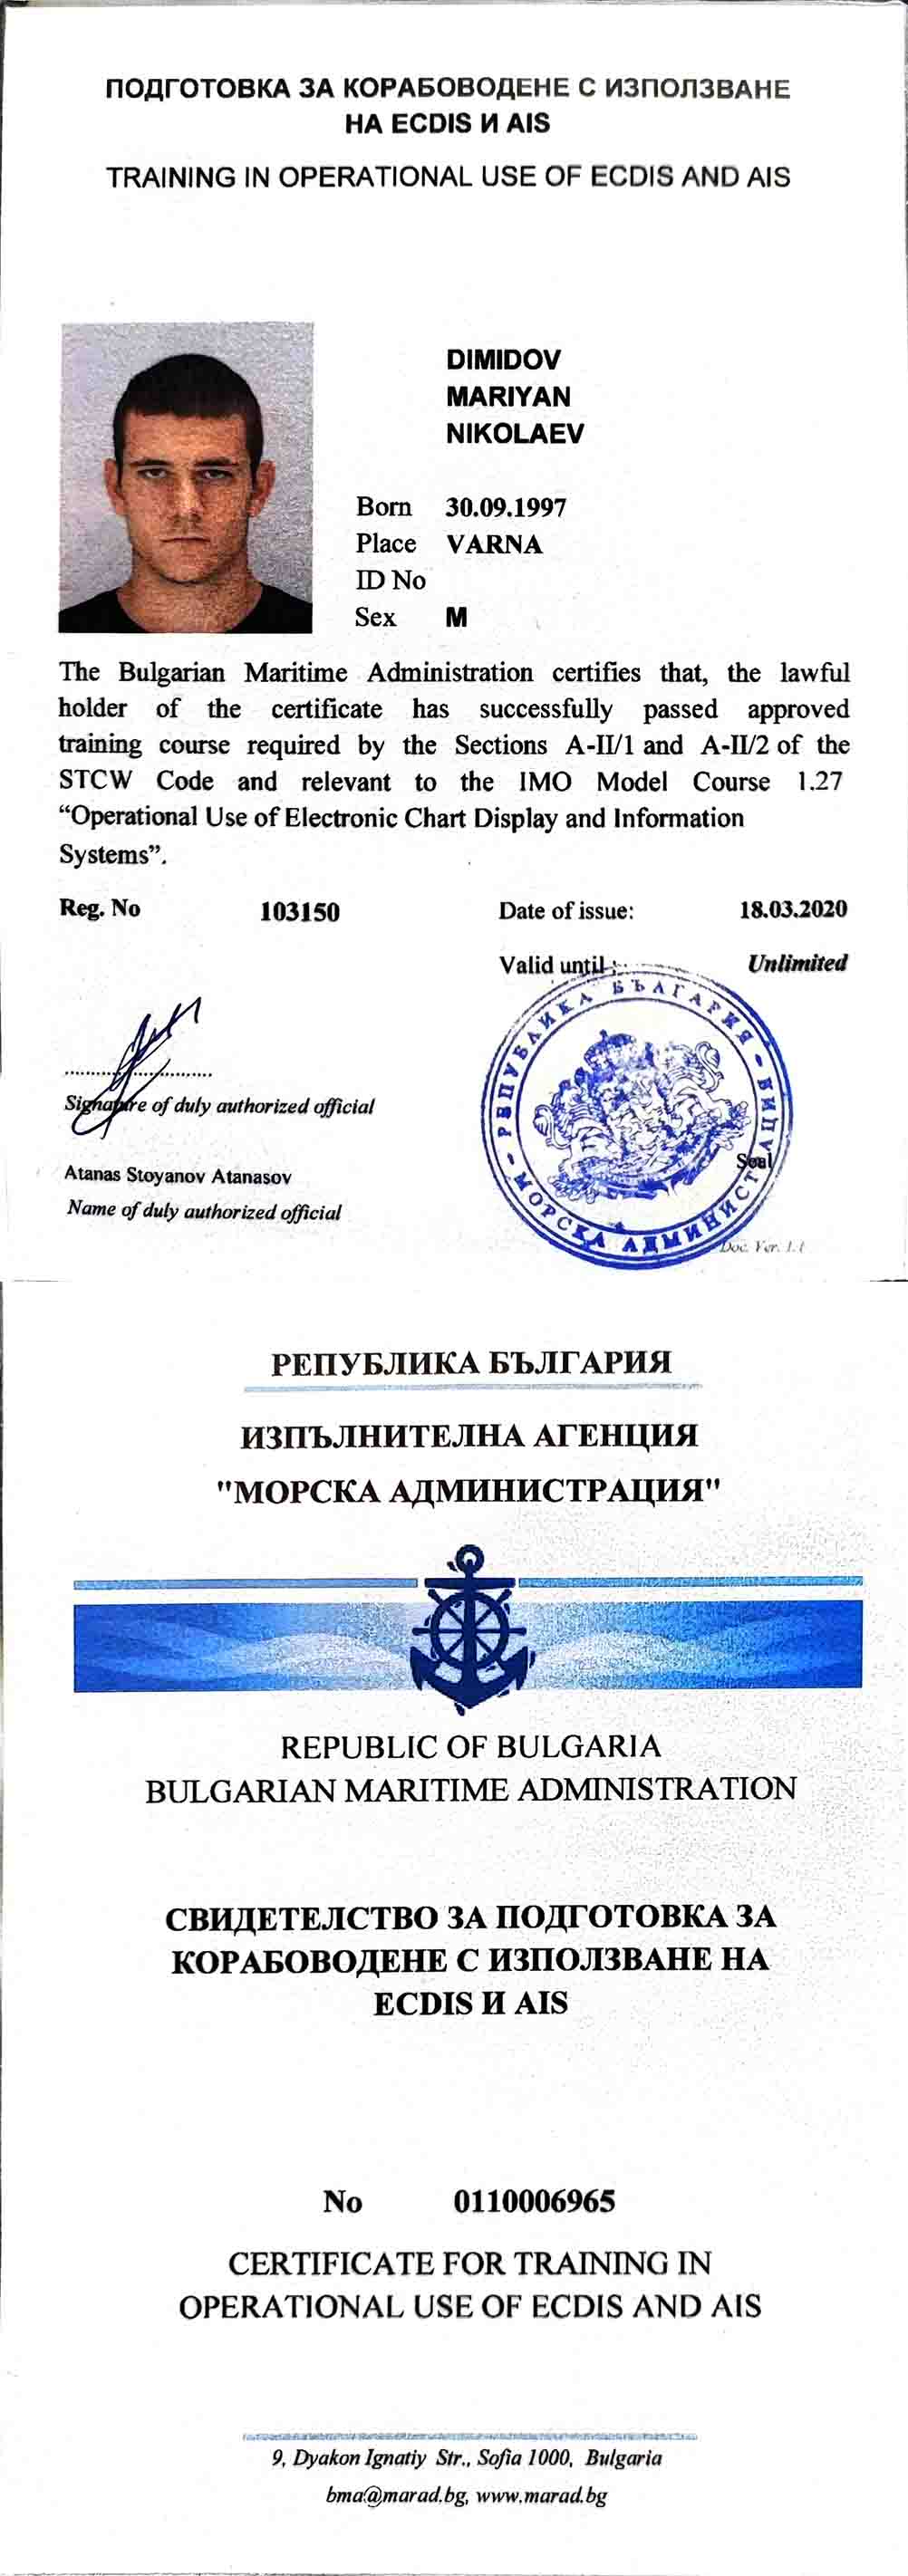 ПОДГОТОВКА ЗА КОРАБОВОДЕНЕ С ИЗПОЛЗВАНЕ
НА ECDIS И AIS
TRAINING IN OPERATIONAL USE OF ECDIS AND AIS
DIMIDOV
MARIYAN
NIKOLAEV
Born 30.09.1997
Place VARNA
ID No
Sex M
The Bulgarian Maritime Administration certifies that, the lawful
holder of the certificate has successfully passed approved
training course required by the Sections A-II/1 and A-II/2 of the
STCW Code and relevant to the IMO Model Course 1.27
“Operational Use of Electronic Chart Display and Information
Systems”.
Reg. No 103150 Date of issue: 18.03.2020
Valid until : Unlimited
РЕПУБЛИКА БЪЛГАРИЯ
МОРСКА АДМИНИСТРАЦИЯ
Signature of duly authorized official
Seal
Atanas Stoyanov Atanasov
Name of duly authorized official
Doc. Ver. 1.1
РЕПУБЛИКА БЪЛГАРИЯ
ИЗПЪЛНИТЕЛНА АГЕНЦИЯ
"МОРСКА АДМИНИСТРАЦИЯ"
REPUBLIC OF BULGARIA
BULGARIAN MARITIME ADMINISTRATION
СВИДЕТЕЛСТВО ЗА ПОДГОТОВКА ЗА
КОРАБОВОДЕНЕ С ИЗПОЛЗВАНЕ НА
ECDIS И AIS
No 0110006965
CERTIFICATE FOR TRAINING IN
OPERATIONAL USE OF ECDIS AND AIS
9, Dyakon Ignatiy Str., Sofia 1000, Bulgaria
bma@marad.bg, www.marad.bg